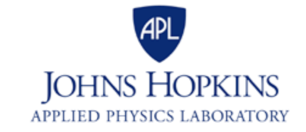 APL
JOHNS HOPKINS
APPLIED PHYSICS LABORATORY